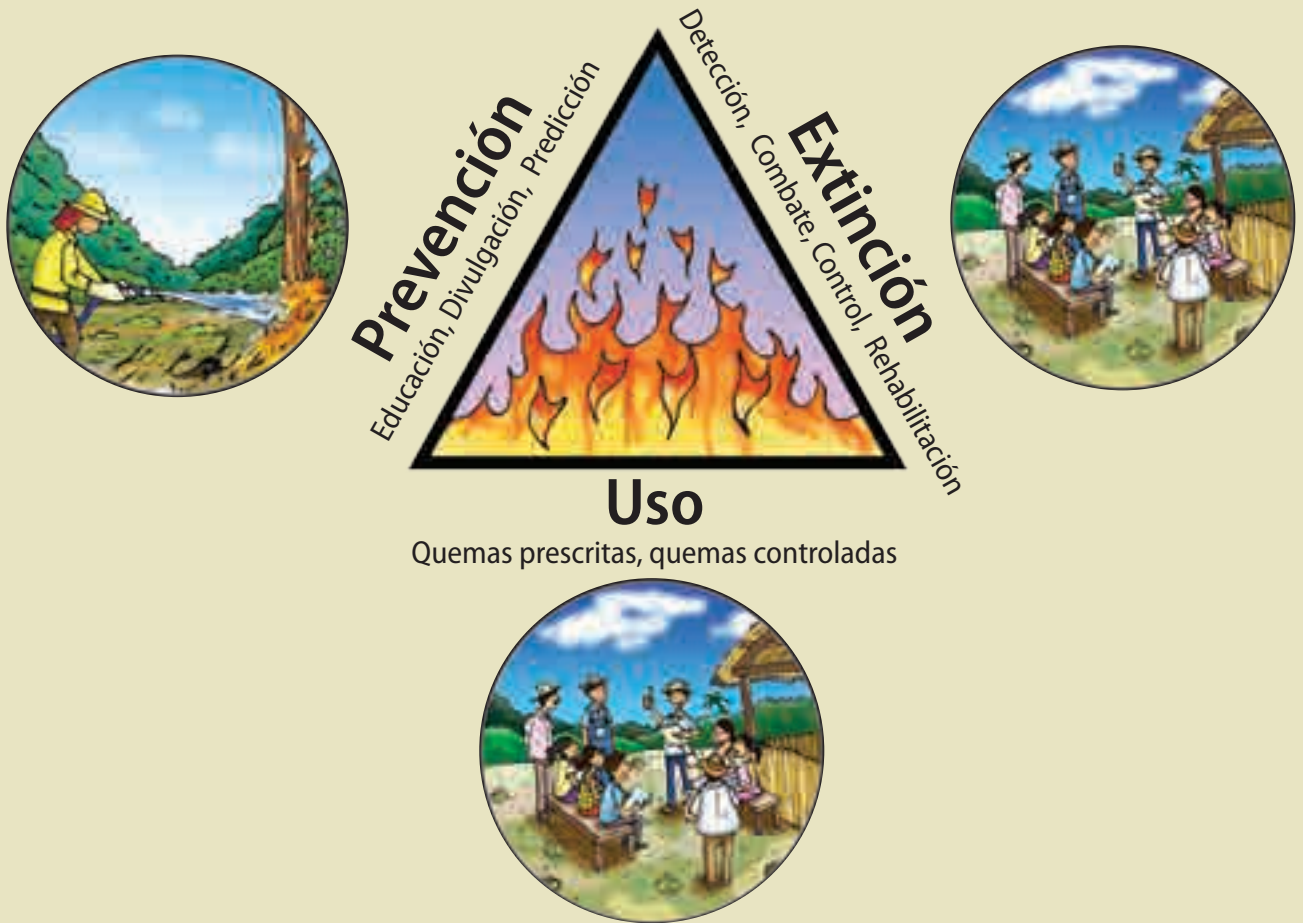 Prevención
Educación, Divulgación, Predicción
Extinción
Detección, Combate, Control, Rehabilitación
Uso
Quemas prescritas, quemas controladas